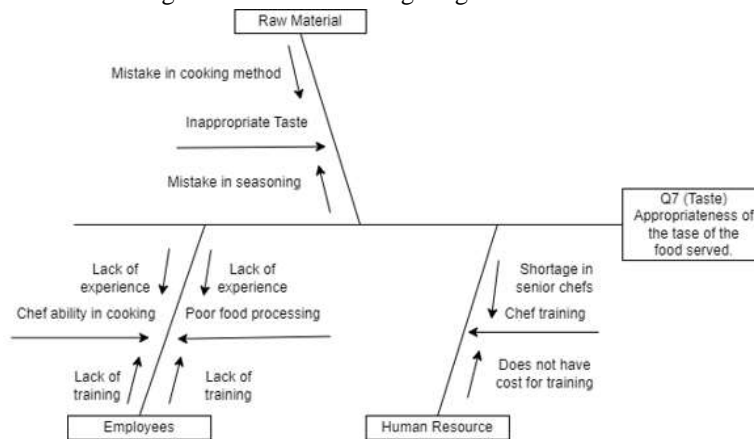 Raw Material
Mistake in cooking method
Inappropriate Taste
Mistake in seasoning
Q7 (Taste)
Appropriateness of
the tase of the
food served.
Lack of
experience
Lack of
experience
Chef ability in cooking
Poor food processing
Lack of
training
Lack of
training
Employees
Shortage in
senior chefs
Chef training
Does not have
cost for training
Human Resource